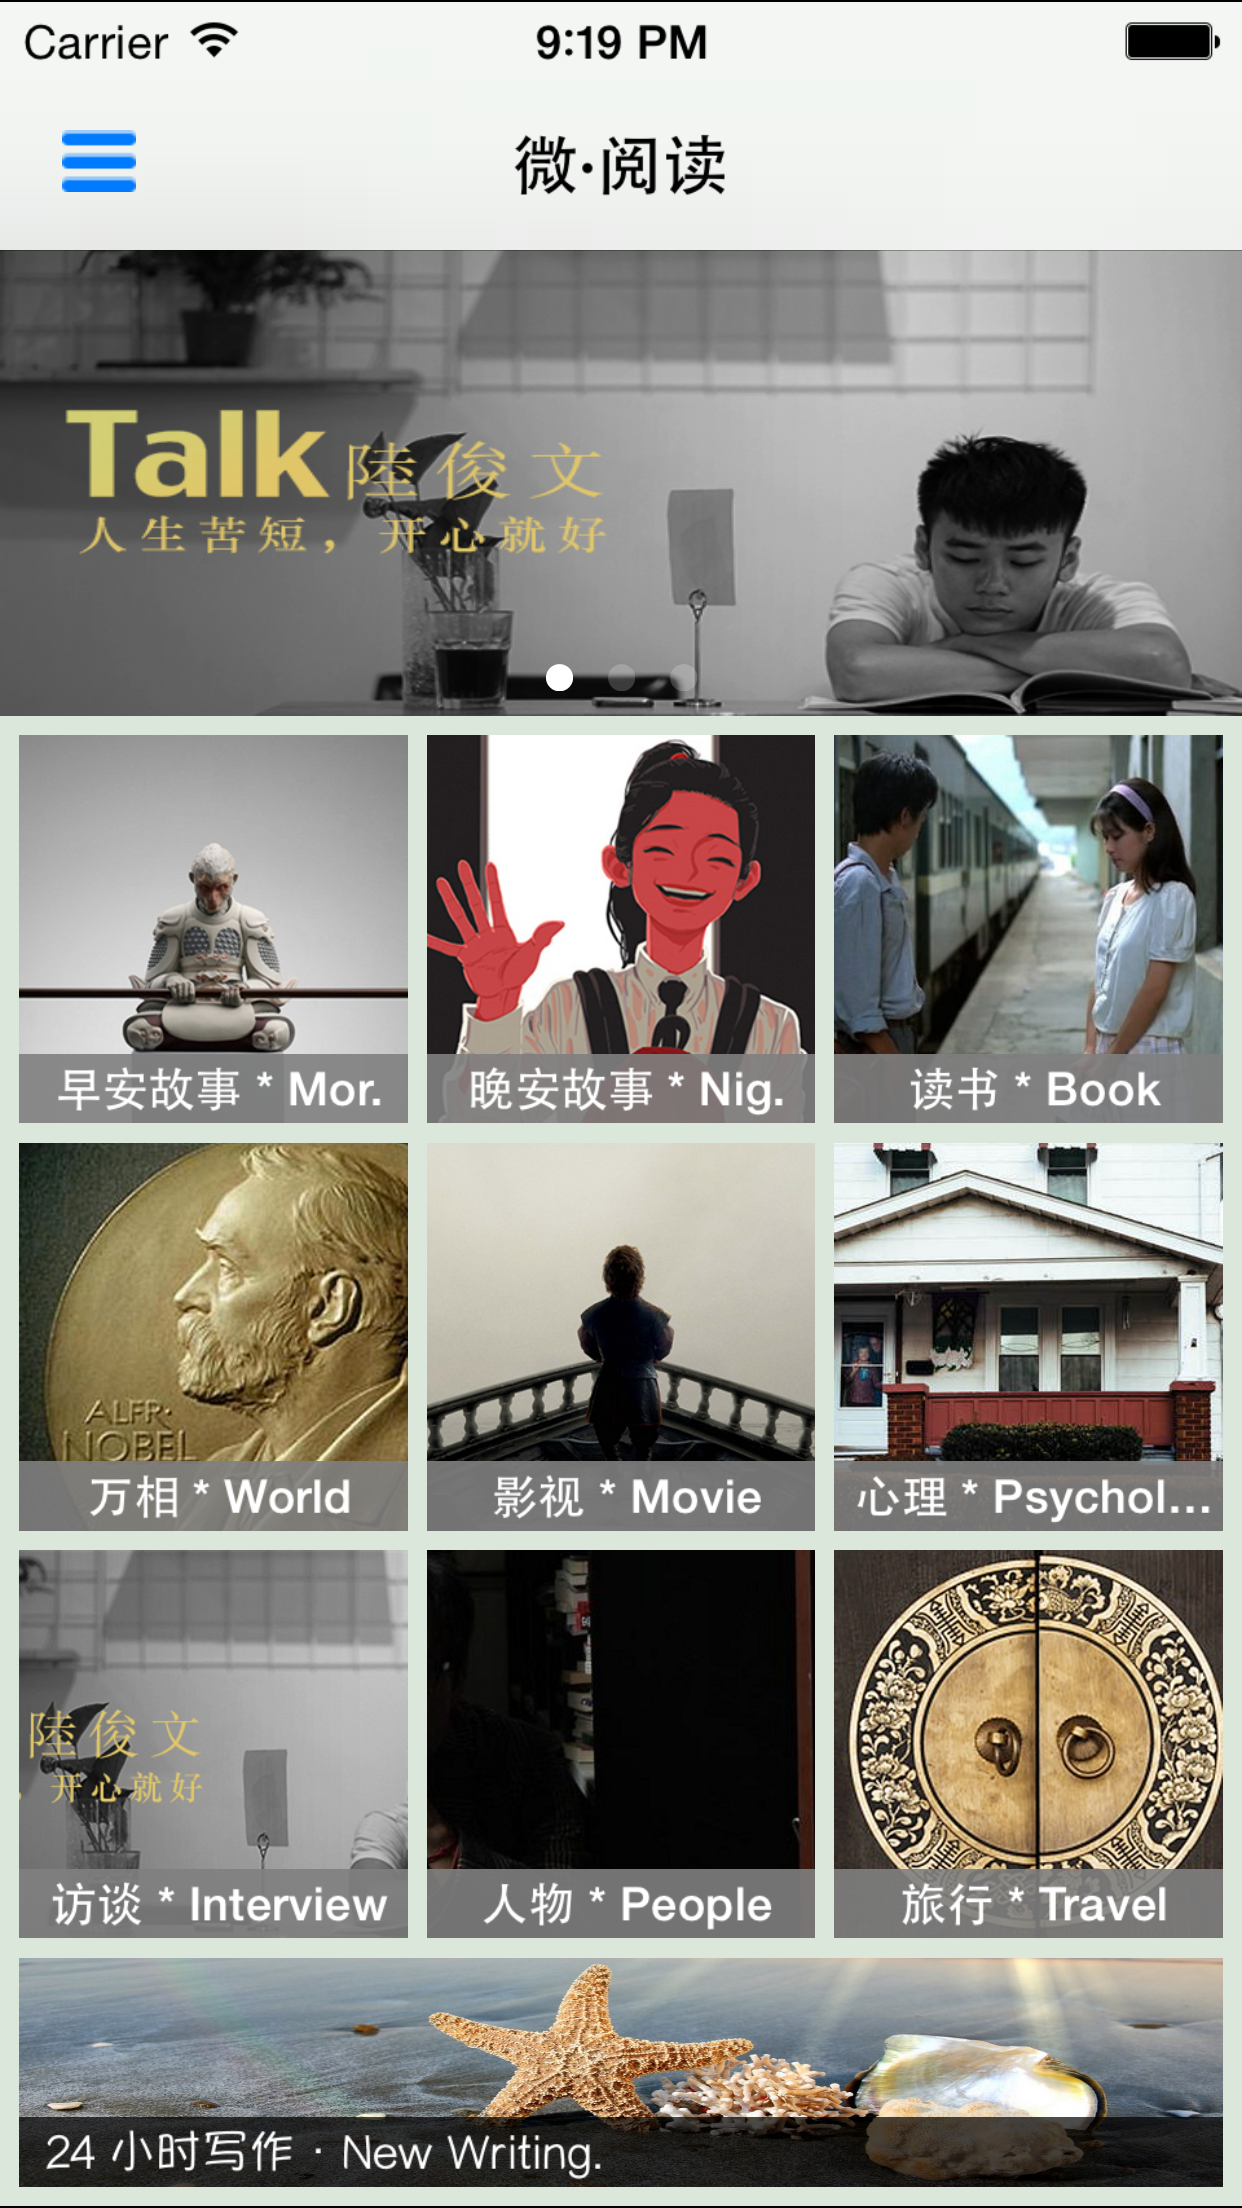 Carrier 9:19 PM
微·阅读
Talk 陸俊文
人生苦短，开心就好
早安故事 * Mor.
晚安故事 * Nig.
读书 * Book
ALFR·
NOBEL
万相 * World
影视 * Movie
心理 * Psychol...
陸俊文
，开心就好
访谈 * Interview
人物 * People
旅行 * Travel
24 小时写作 · New Writing.